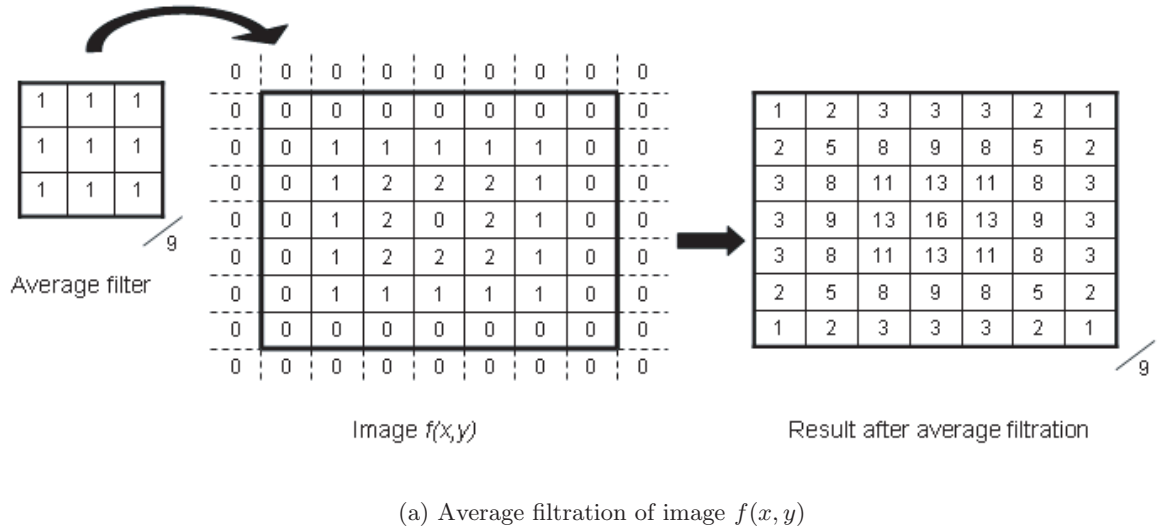 1 1 1
1 1 1
1 1 1
9
Average filter
0 0 0 0 0 0 0 0 0
0 0 0 0 0 0 0 0 0
0 0 1 1 1 1 1 0 0
0 0 1 2 2 2 1 0 0
0 0 1 2 0 2 1 0 0
0 0 1 2 2 2 1 0 0
0 0 1 1 1 1 1 0 0
0 0 0 0 0 0 0 0 0
0 0 0 0 0 0 0 0 0
Image f(x,y)
1 2 3 3 3 2 1
2 5 8 9 8 5 2
3 8 11 13 11 8 3
3 9 13 16 13 9 3
3 8 11 13 11 8 3
2 5 8 9 8 5 2
1 2 3 3 3 2 1
9
Result after average filtration
(a) Average filtration of image f(x, y)